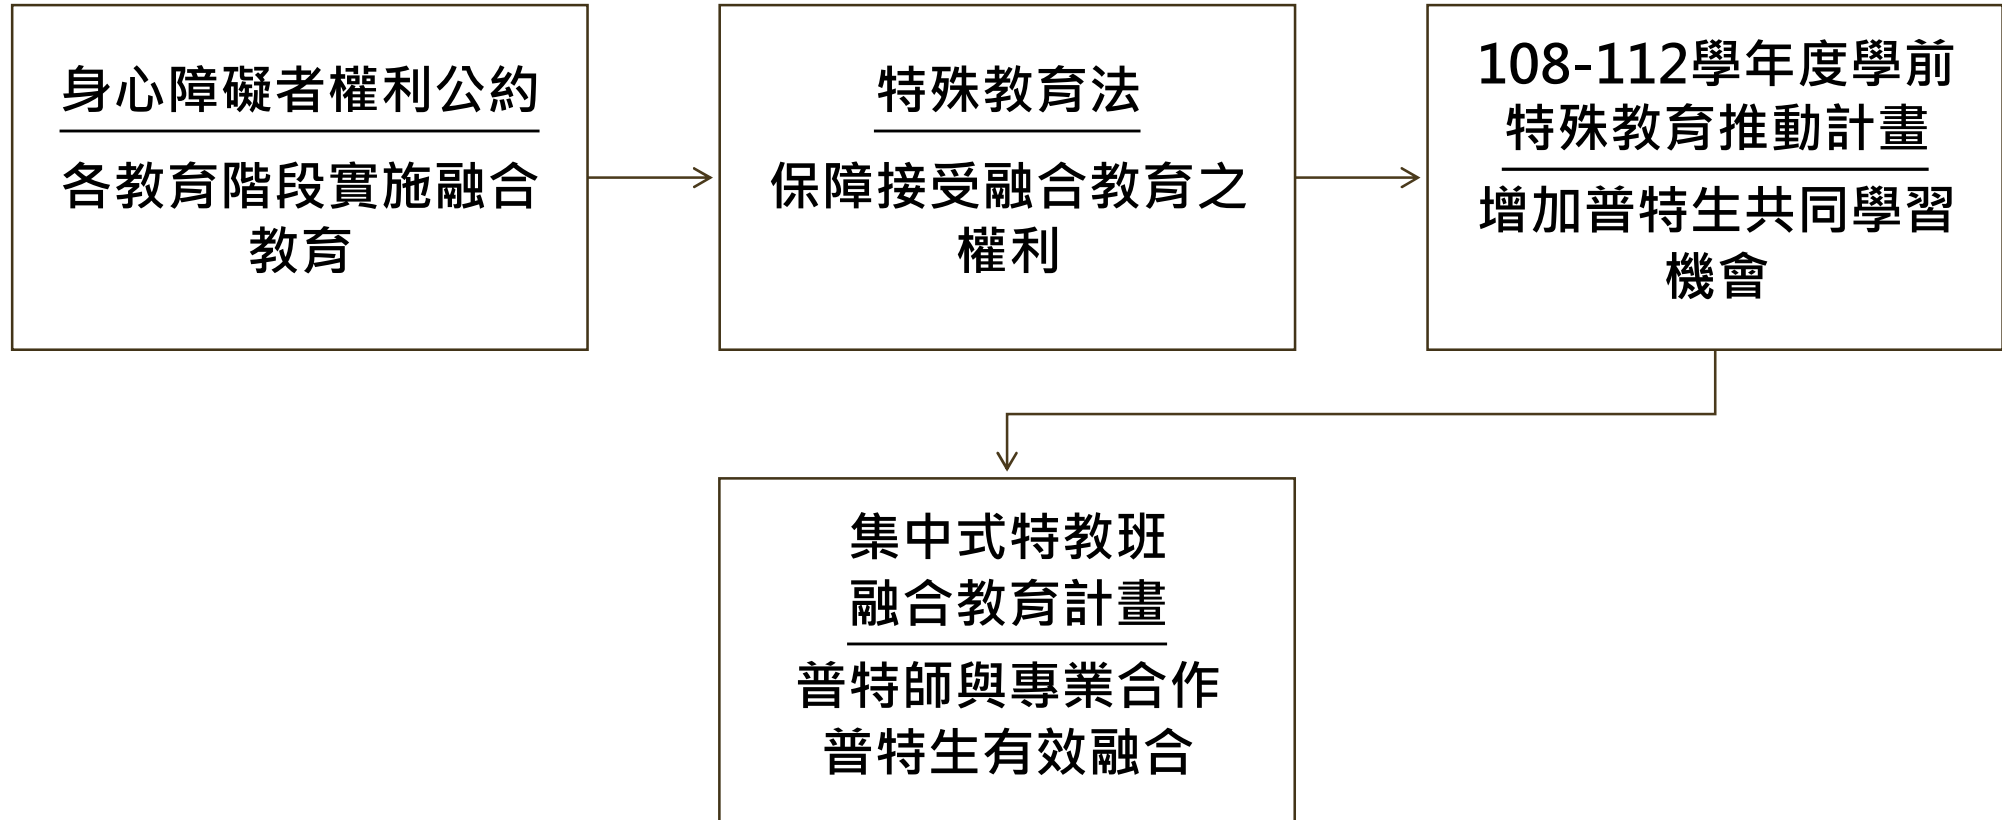 身心障礙者權利公約
各教育階段實施融合
教育
特殊教育法
保障接受融合教育之
權利
108-112學年度學前
特殊教育推動計畫
增加普特生共同學習
機會
集中式特教班
融合教育計畫
普特師與專業合作
普特生有效融合